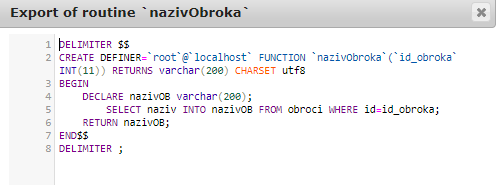 Export of routine `nazivObroka`
1 DELIMITER $$
2 CREATE DEFINER=`root`@`localhost` FUNCTION `nazivObroka`(`id_obroka`
INT(11)) RETURNS varchar(200) CHARSET utf8
3 BEGIN
4 DECLARE nazivOB varchar(200);
5 SELECT naziv INTO nazivOB FROM obroci WHERE id=id_obroka;
6 RETURN nazivOB;
7 END$$
8 DELIMITER ;